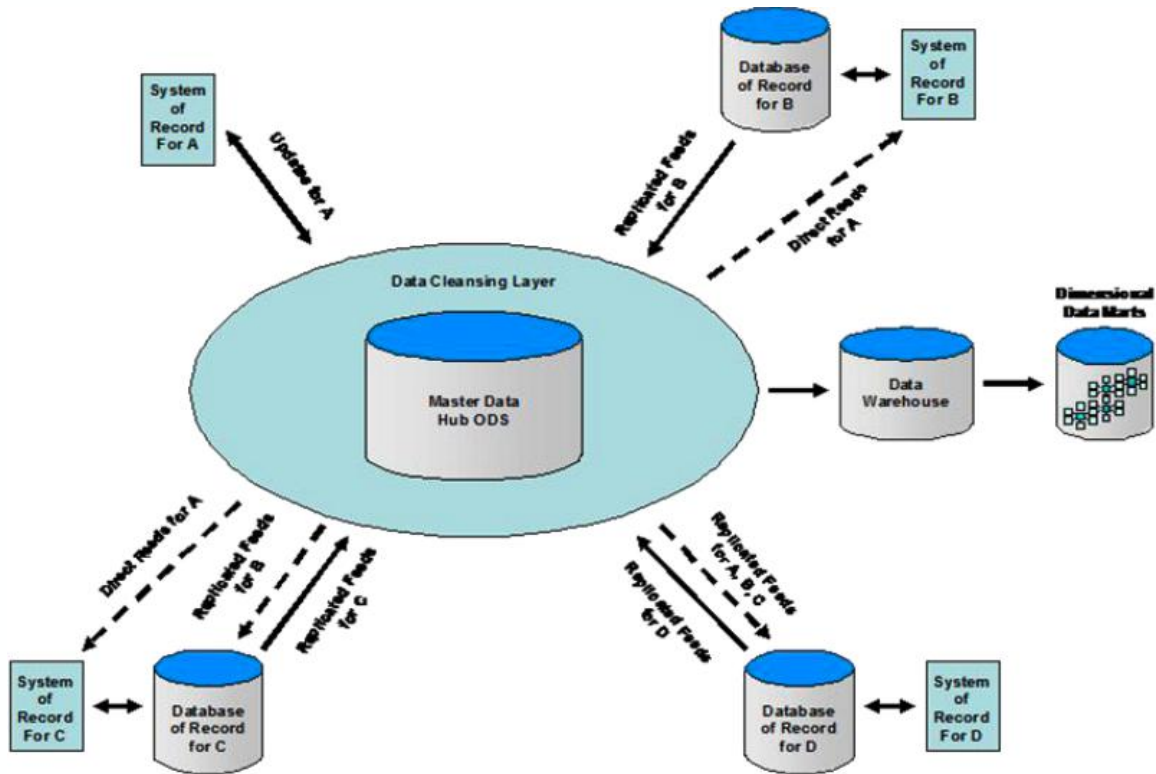 Database
of Record
for B
System
of
Record
For B
System
of
Record
For A
Updates for A
Replicated Feeds
for B
Direct Reads
for A
Data Cleansing Layer
Master Data
Hub ODS
Data
Warehouse
Dimensional
Data Marts
Direct Reads for A
Replicated Feeds
for B
Replicated Feeds
for C
Replicated Feeds
for A, B, C
Replicated Feeds
for D
System
of
Record
For C
Database
of Record
for C
Database
of Record
for D
System
of
Record
For D